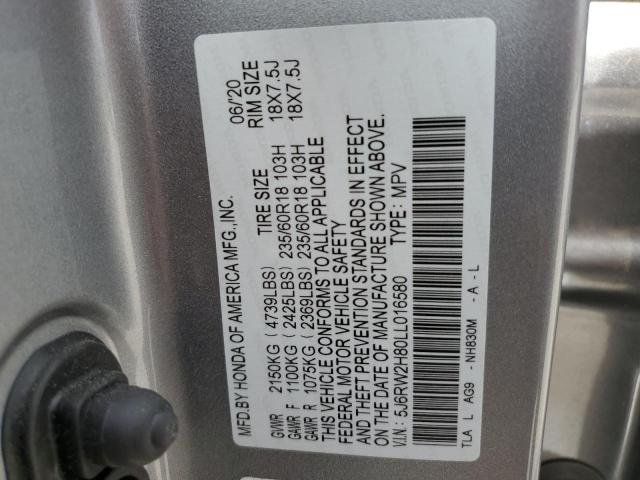 MFD.BY HONDA OF AMERICA MFG.,INC. 06/'20
GVWR 2150KG (4739LBS) TIRE SIZE RIM SIZE
GAWR F 1100KG (2425LBS) 235/60R18 103H 18X7.5J
GAWR R 1075KG (2369LBS) 235/60R18 103H 18X7.5J
THIS VEHICLE CONFORMS TO ALL APPLICABLE
FEDERAL MOTOR VEHICLE SAFETY
AND THEFT PREVENTION STANDARDS IN EFFECT
ON THE DATE OF MANUFACTURE SHOWN ABOVE.
V.I.N.: 5J6RW2H80LL016580 TYPE: MPV
TLA L AG9 - NH830M - A - L